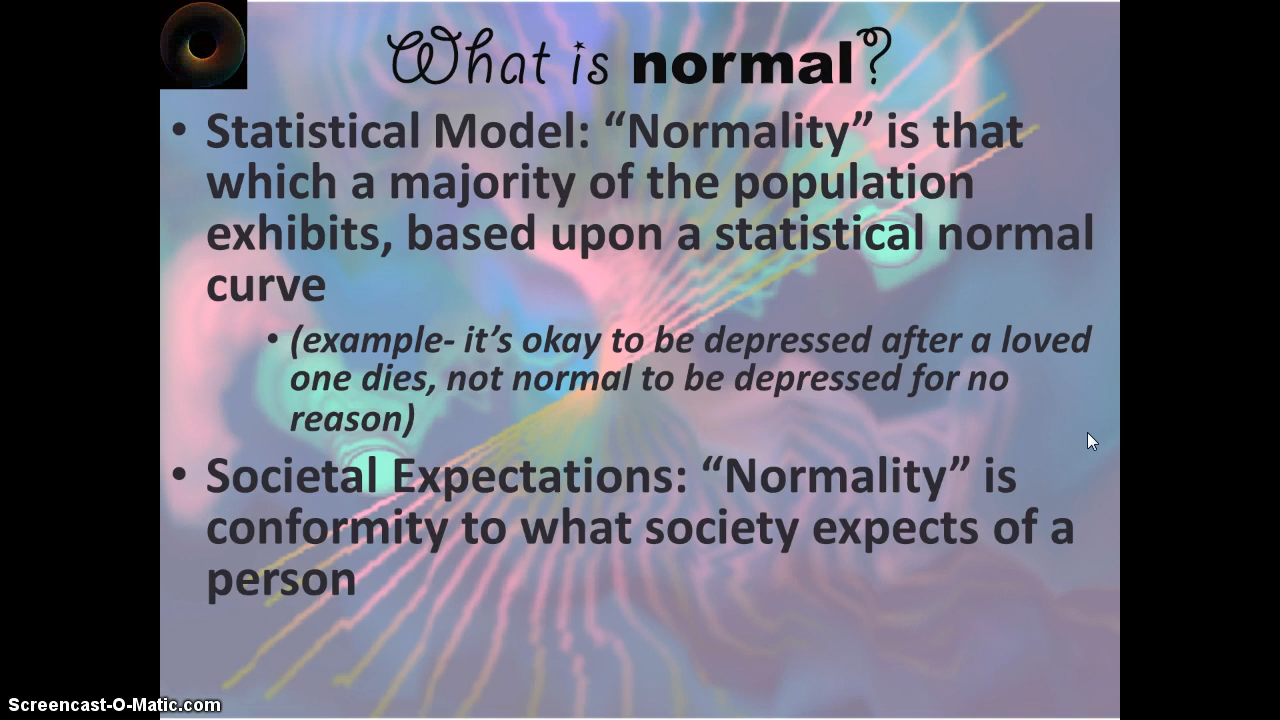 What is normal?
• Statistical Model: “Normality” is that
which a majority of the population
exhibits, based upon a statistical normal
curve
• (example- it’s okay to be depressed after a loved
one dies, not normal to be depressed for no
reason)
• Societal Expectations: “Normality” is
conformity to what society expects of a
person
Screencast-O-Matic.com